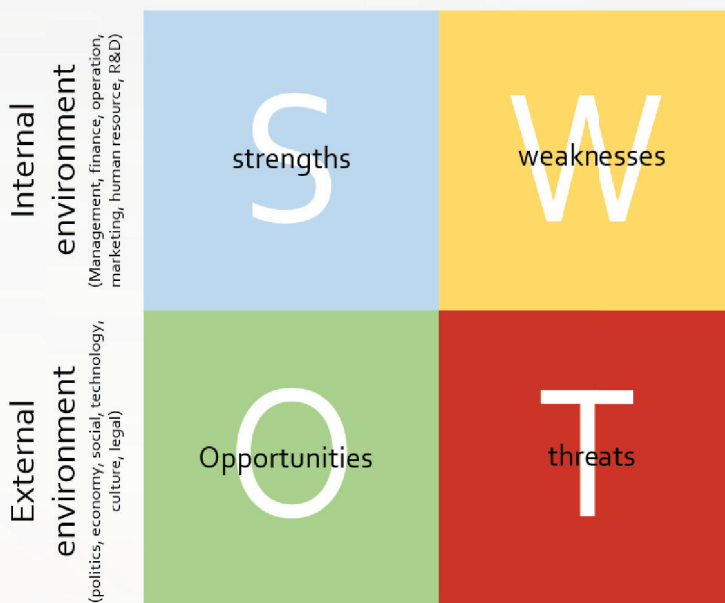 Internal
environment
(Management, finance, operation,
marketing, human resource, R&D)
S
strengths
W
weaknesses
External
environment
(politics, economy, social, technology,
culture, legal)
O
Opportunities
T
threats